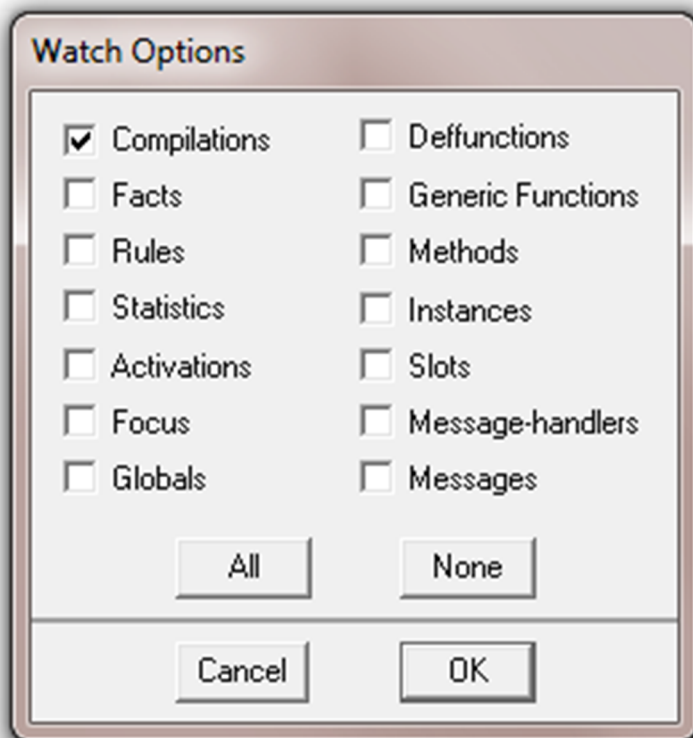 Watch Options
Compilations
Deffunctions
Facts
Generic Functions
Rules
Methods
Statistics
Instances
Activations
Slots
Focus
Message-handlers
Globals
Messages
All
None
Cancel
OK